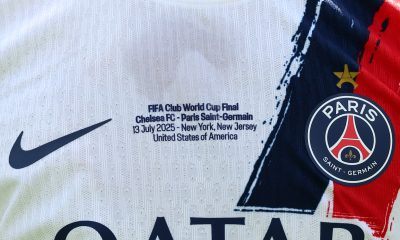 FIFA Club World Cup Final
Chelsea FC - Paris Saint-Germain
13 July 2025 - New York, New Jersey
United States of America
PARIS
SAINT - GERMAIN
QATAR